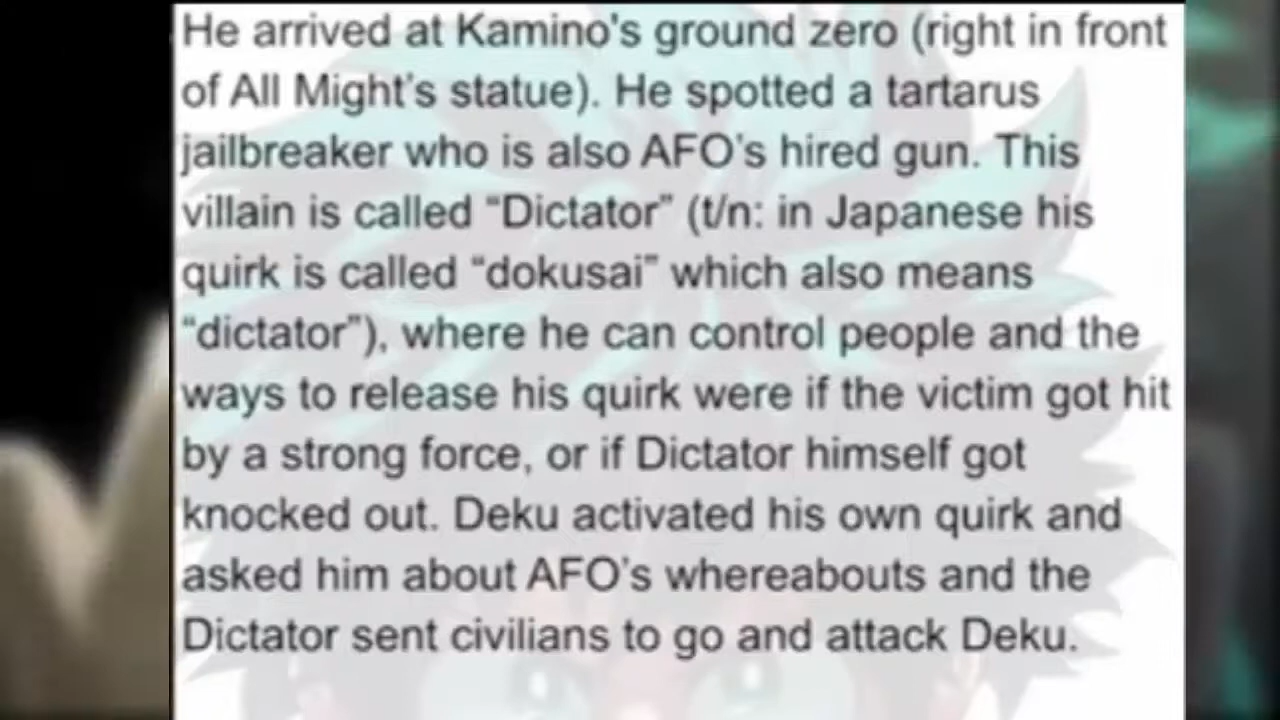 He arrived at Kamino's ground zero (right in front
of All Might's statue). He spotted a tartarus
jailbreaker who is also AFO's hired gun. This
villain is called “Dictator” (t/n: in Japanese his
quirk is called “dokusai” which also means
“dictator”), where he can control people and the
ways to release his quirk were if the victim got hit
by a strong force, or if Dictator himself got
knocked out. Deku activated his own quirk and
asked him about AFO's whereabouts and the
Dictator sent civilians to go and attack Deku.